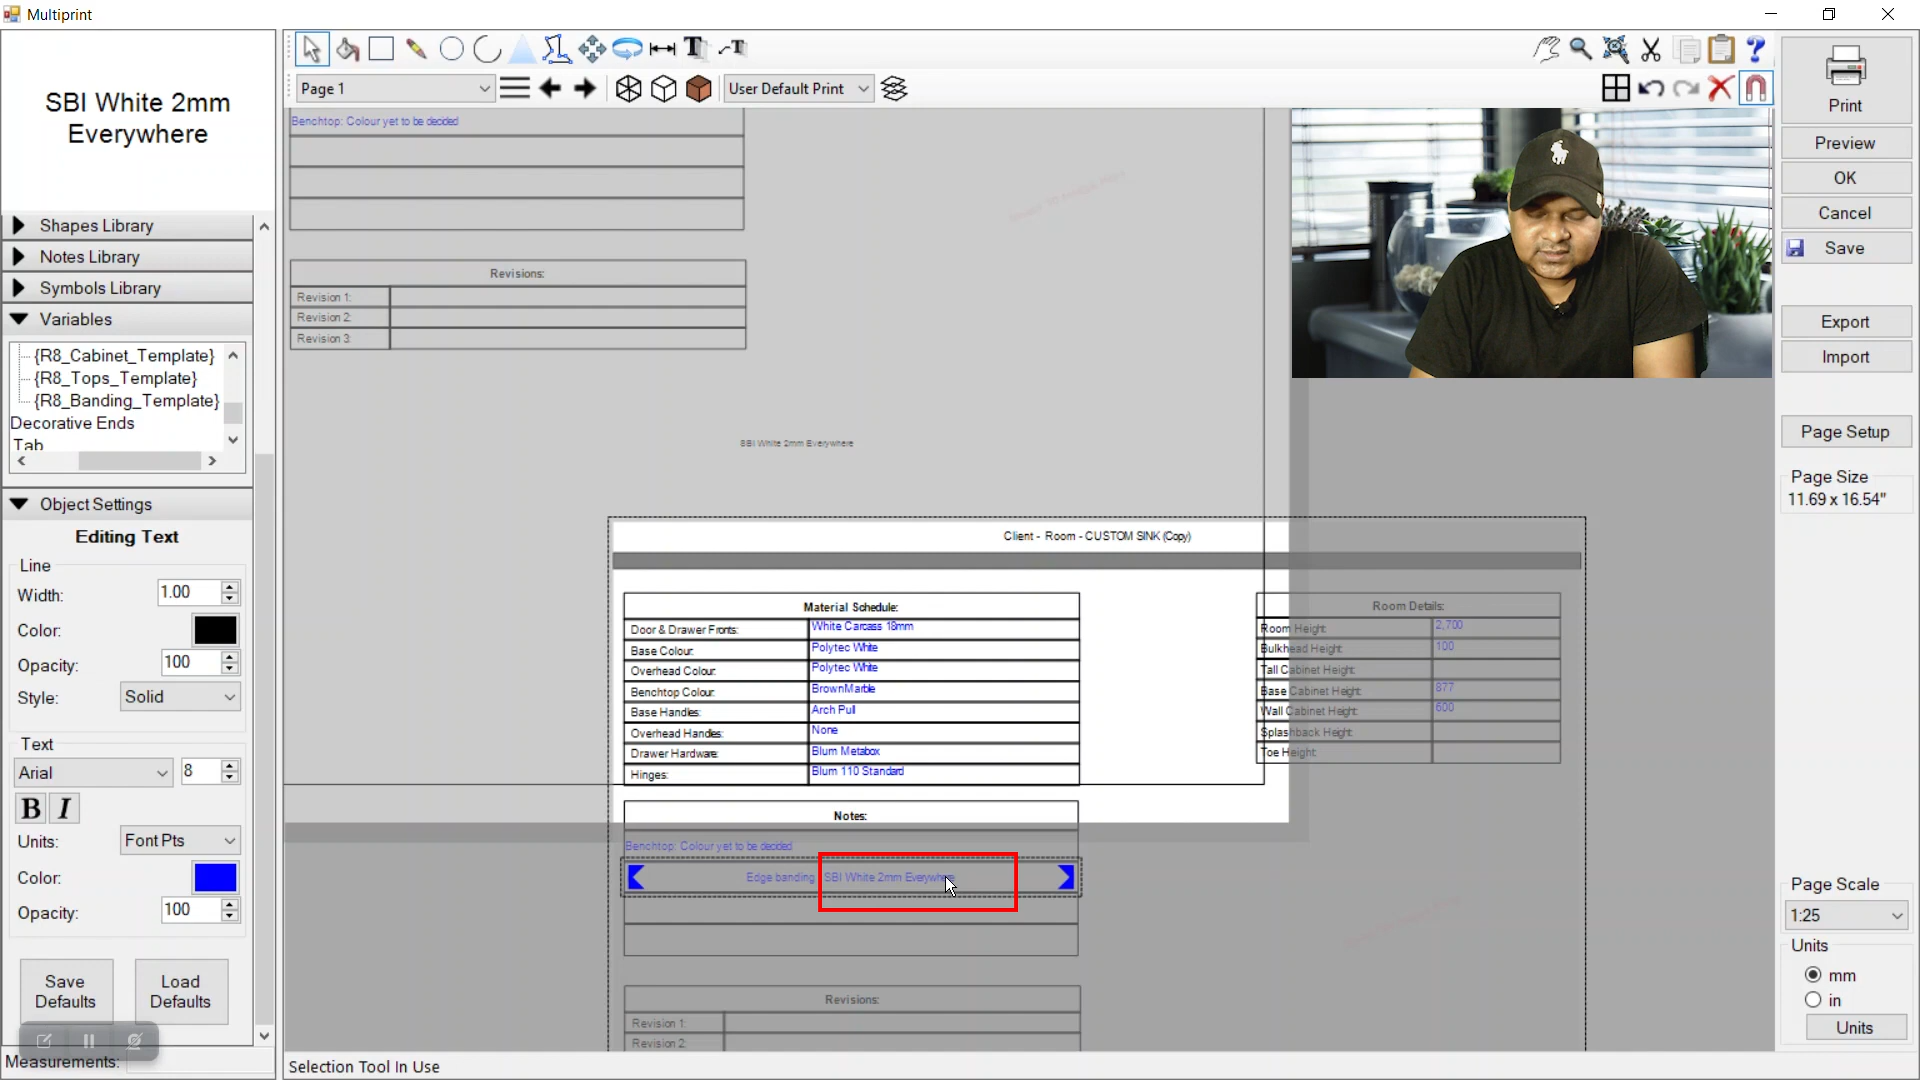 Multiprint
SBI White 2mm
Everywhere
Shapes Library
Notes Library
Symbols Library
Variables
{R8_Cabinet_Template}
{R8_Tops_Template}
{R8_Banding_Template}
Decorative Ends
Tab
Object Settings
Editing Text
Line
Width: 1.00
Color:
Opacity: 100
Style: Solid
Text
Arial 8
B I
Units: Font Pts
Color:
Opacity: 100
Save
Defaults
Load
Defaults
Measurements:
Page 1
User Default Print
Benchtop: Colour yet to be decided
Revisions:
Revision 1:
Revision 2:
Revision 3:
SBI White 2mm Everywhere
Client - Room - CUSTOM SINK (Copy)
Material Schedule:
Door & Drawer Fronts: White Carcass 18mm
Base Colour: Polytec White
Overhead Colour: Polytec White
Benchtop Colour: BrownMarble
Base Handles: Arch Pull
Overhead Handles: None
Drawer Hardware: Blum Metabox
Hinges: Blum 110 Standard
Room Details:
Room Height: 2,700
Bulkhead Height: 100
Tall Cabinet Height:
Base Cabinet Height: 877
Wall Cabinet Height: 600
Splashback Height:
Toe Height:
Notes:
Benchtop: Colour yet to be decided
Edge banding SBI White 2mm Everywhere
Revisions:
Revision 1:
Revision 2:
Selection Tool In Use
Print
Preview
OK
Cancel
Save
Export
Import
Page Setup
Page Size
11.69 x 16.54"
Page Scale
1:25
Units
mm
in
Units